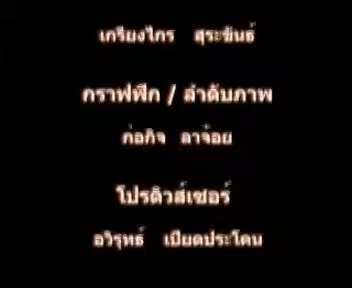 เกรียงไกร สุระขันธ์
กราฟฟิก / ลำดับภาพ
ก่อกิจ ลาจ้อย
โปรดิวส์เซอร์
อวิรุทธ์ เปียดประโคน